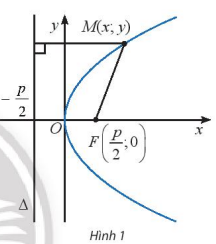 y
M(x; y)
-p/2
O
F(p/2; 0)
x
Δ
Hình 1